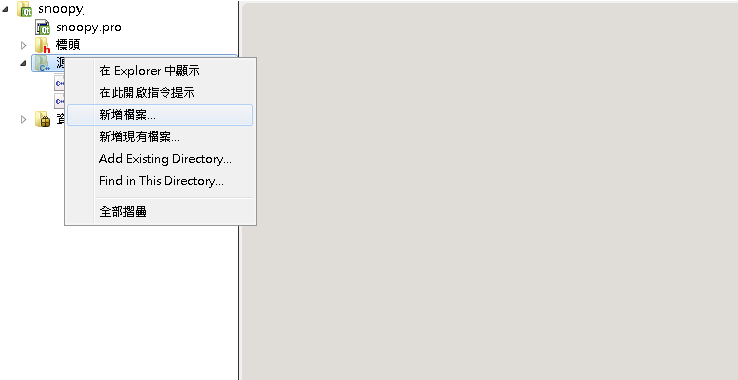 snoopy
snoopy.pro
標頭
在 Explorer 中顯示
在此開啟指令提示
新增檔案...
新增現有檔案...
Add Existing Directory...
Find in This Directory...
全部摺疊